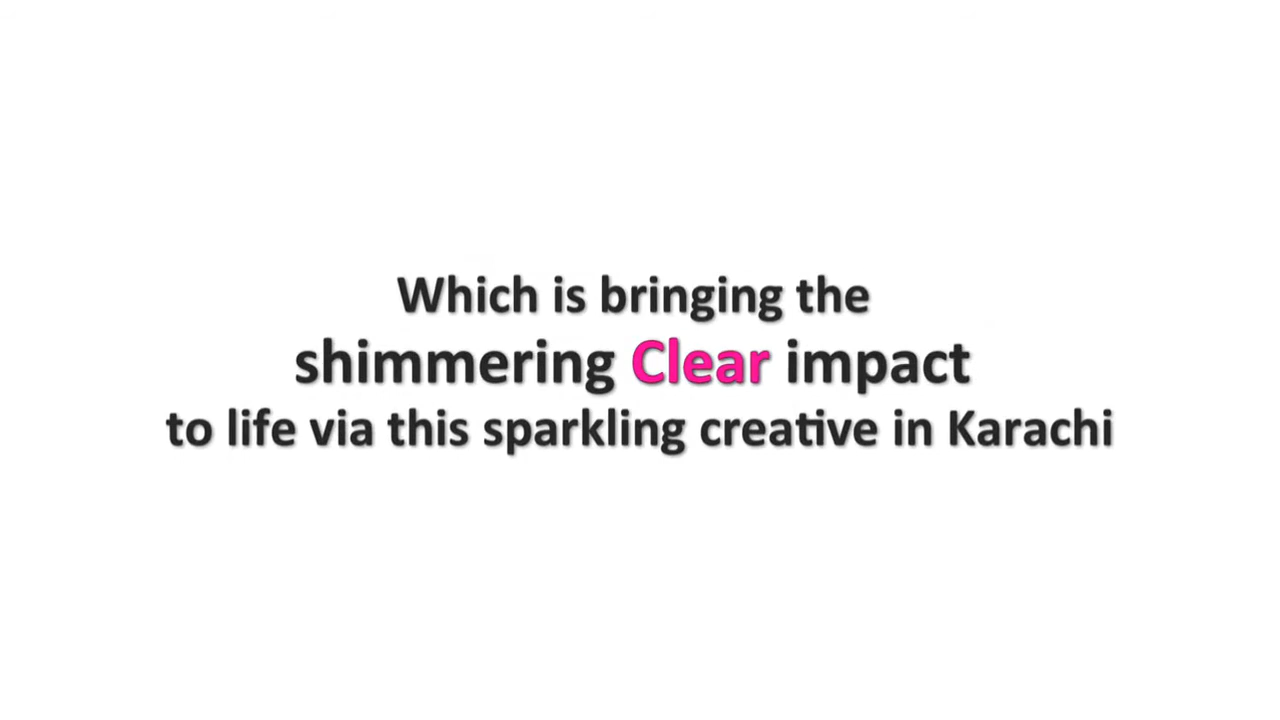 Which is bringing the
shimmering Clear impact
to life via this sparkling creative in Karachi